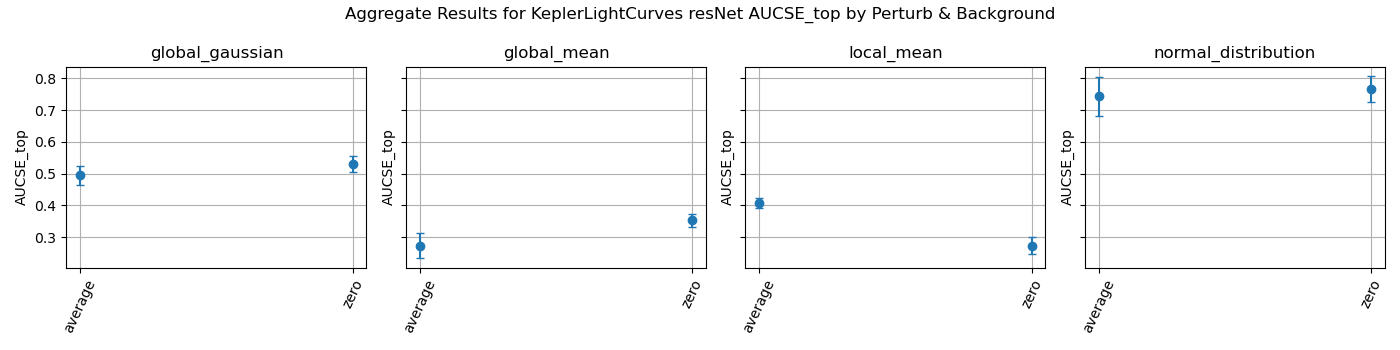 Aggregate Results for KeplerLightCurves resNet AUCSE_top by Perturb & Background
global_gaussian
global_mean
local_mean
normal_distribution
AUCSE_top
0.8
0.7
0.6
0.5
0.4
0.3
average
zero
AUCSE_top
average
zero
AUCSE_top
average
zero
AUCSE_top
average
zero